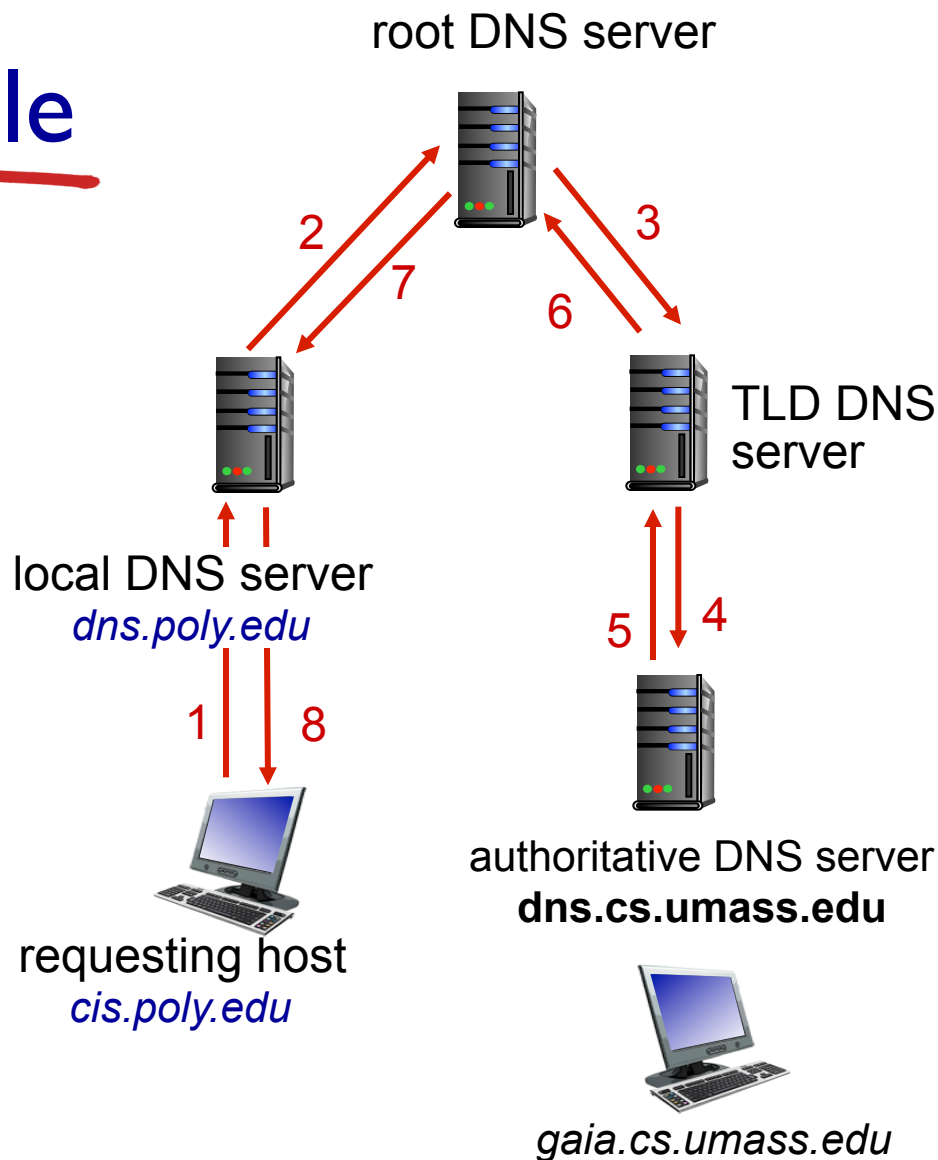 root DNS server
le
2
3
7
6
TLD DNS
server
local DNS server
dns.poly.edu
5
4
1
8
authoritative DNS server
dns.cs.umass.edu
requesting host
cis.poly.edu
gaia.cs.umass.edu